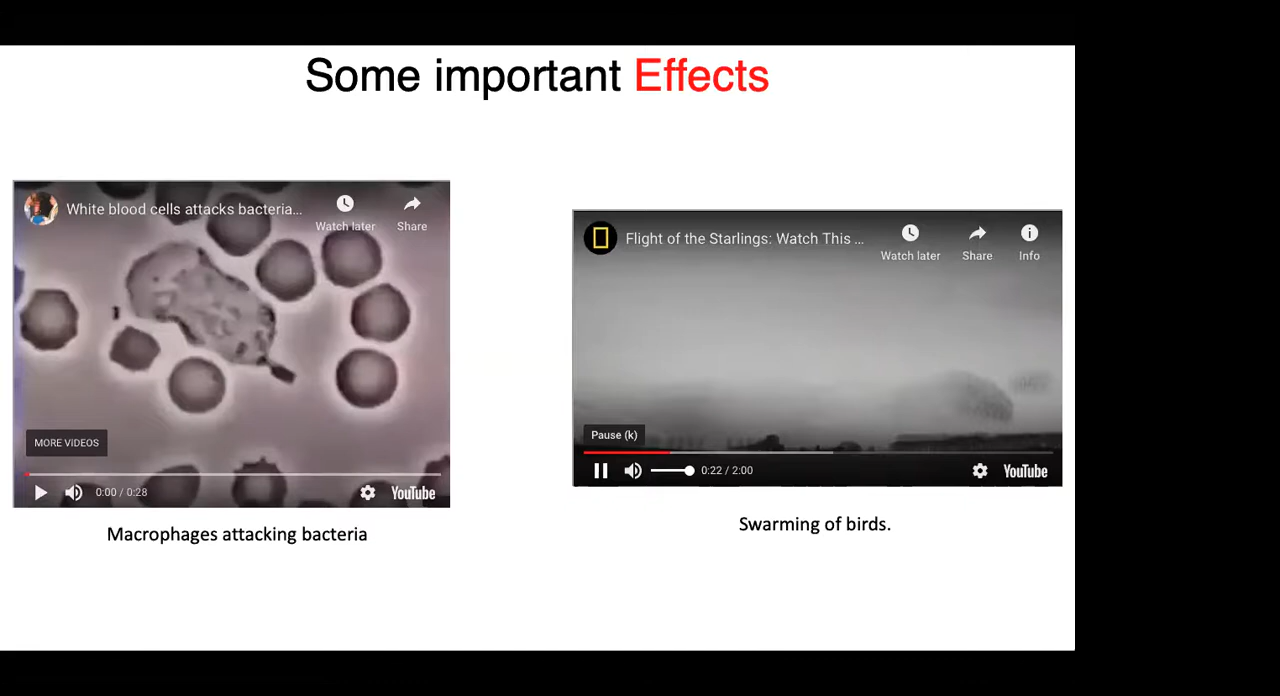 Some important Effects
White blood cells attacks bacteria...
Watch later
Share
MORE VIDEOS
0:00 / 0:28
YouTube
Macrophages attacking bacteria
Flight of the Starlings: Watch This ...
Watch later
Share
Info
Pause (k)
0:22 / 2:00
YouTube
Swarming of birds.